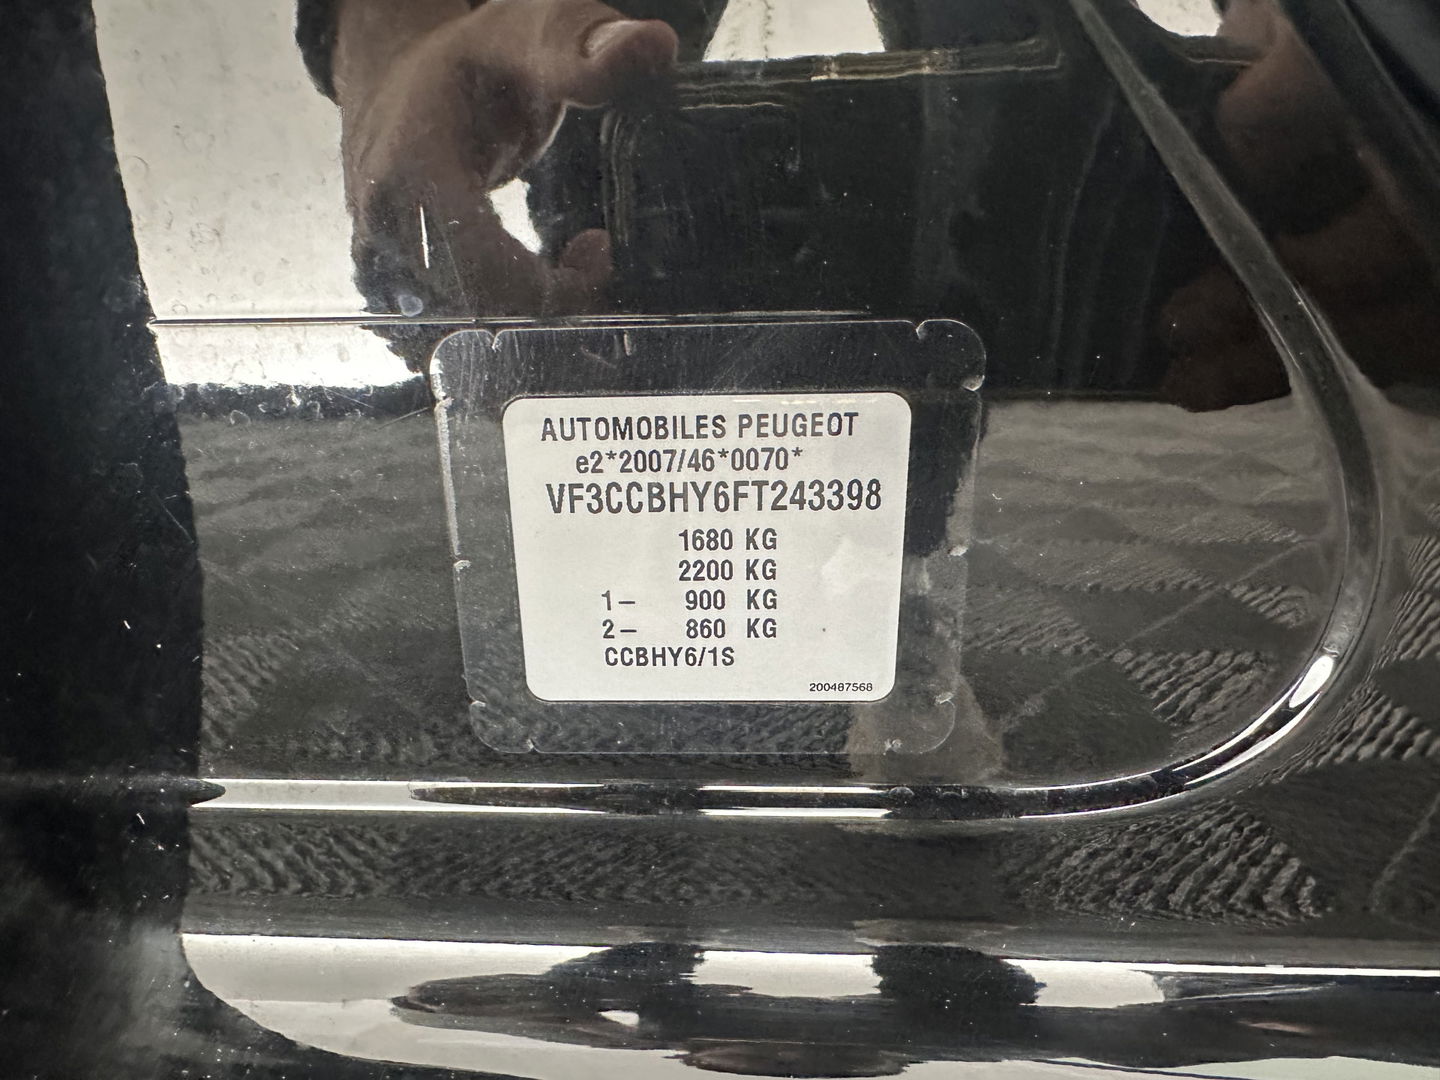 AUTOMOBILES PEUGEOT
e2*2007/46*0070*
VF3CCBHY6FT243398
1680 KG
2200 KG
1– 900 KG
2– 860 KG
CCBHY6/1S
200487568